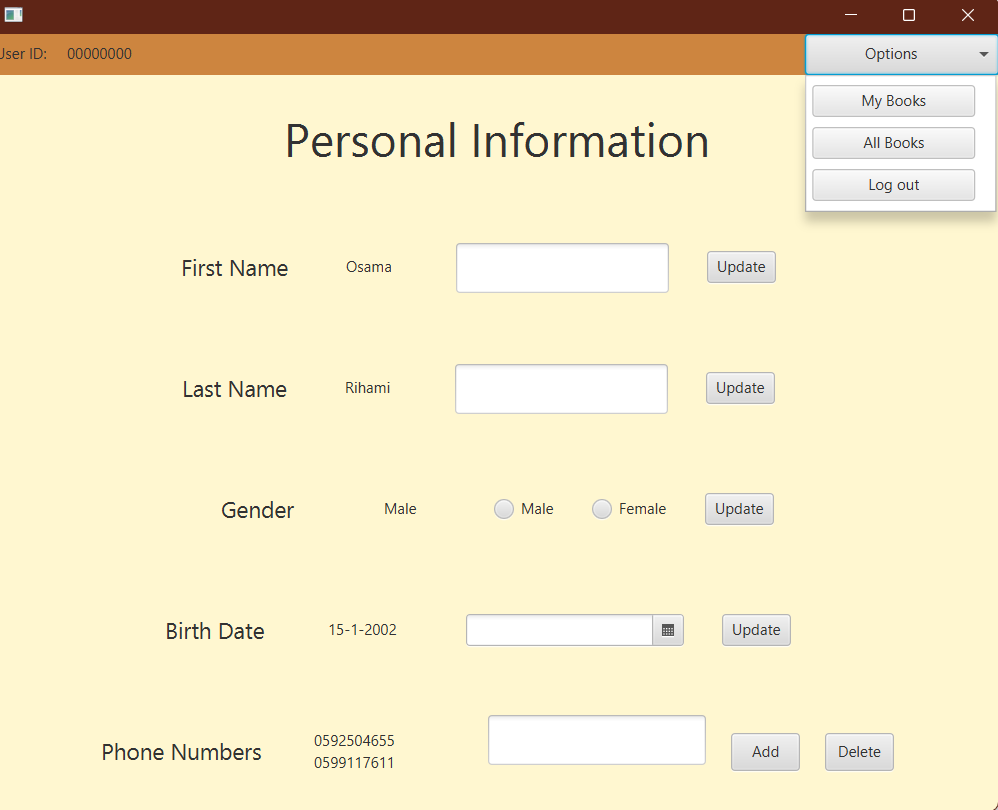 User ID: 00000000 Options
My Books
All Books
Log out
Personal Information
First Name Osama Update
Last Name Rihami Update
Gender Male Male Female Update
Birth Date 15-1-2002 Update
Phone Numbers 0592504655 Add Delete
0599117611